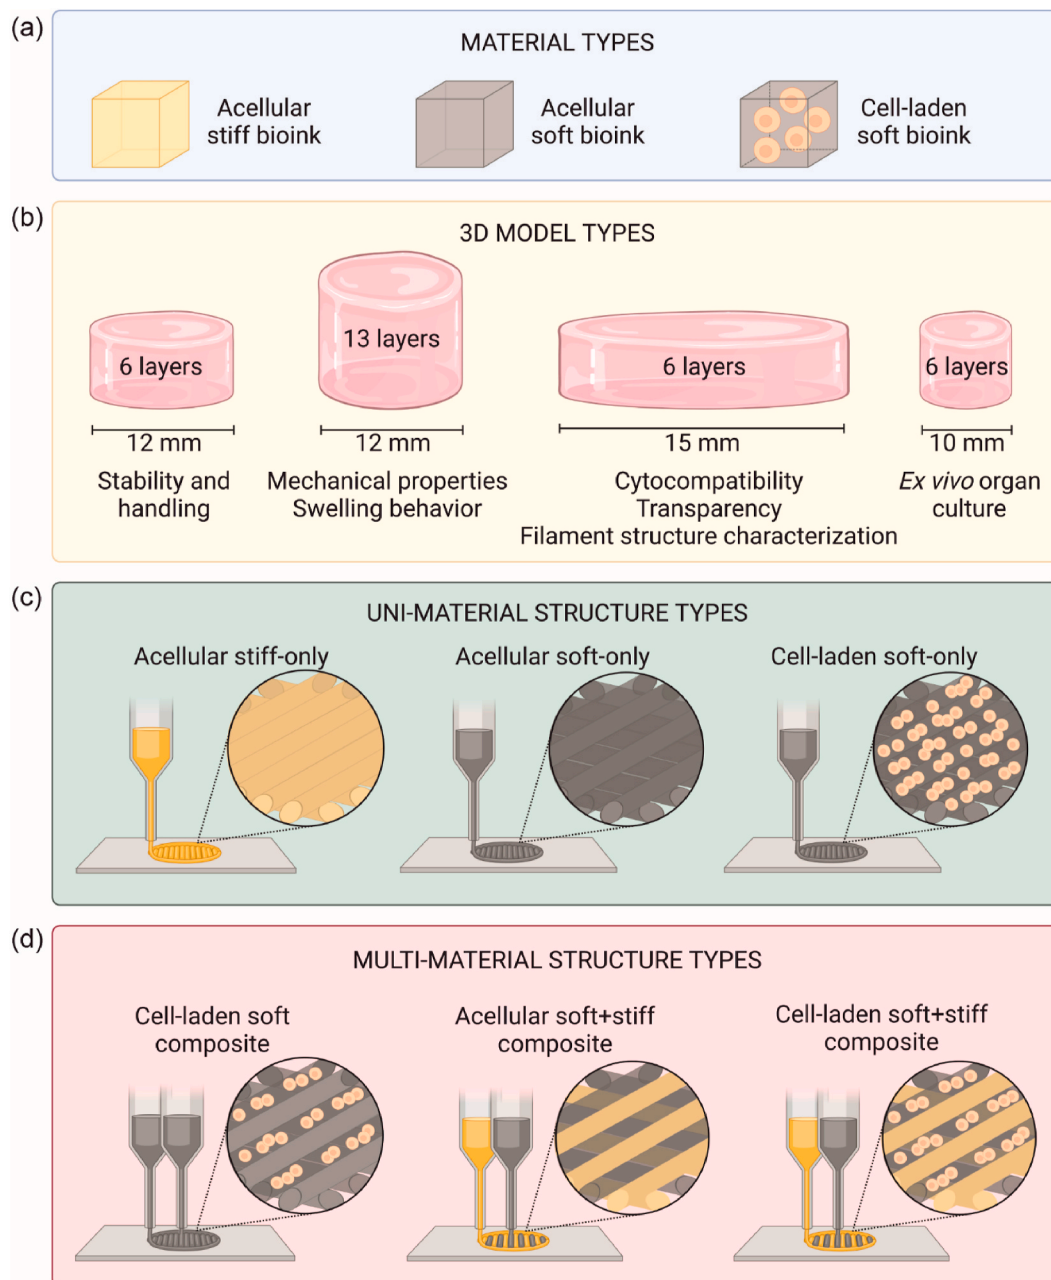 (a)
MATERIAL TYPES
Acellular
stiff bioink
Acellular
soft bioink
Cell-laden
soft bioink
(b)
3D MODEL TYPES
6 layers
13 layers
6 layers
6 layers
12 mm
12 mm
15 mm
10 mm
Stability and
handling
Mechanical properties
Swelling behavior
Cytocompatibility
Transparency
Filament structure characterization
Ex vivo organ
culture
(c)
UNI-MATERIAL STRUCTURE TYPES
Acellular stiff-only
Acellular soft-only
Cell-laden soft-only
(d)
MULTI-MATERIAL STRUCTURE TYPES
Cell-laden soft
composite
Acellular soft+stiff
composite
Cell-laden soft+stiff
composite